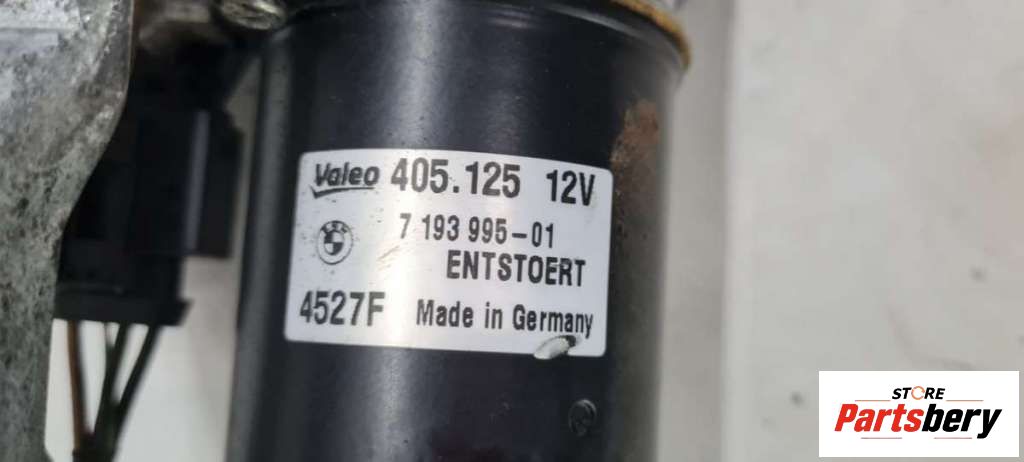 Valeo 405.125 12V
7 193 995-01
ENTSTOERT
4527F Made in Germany
STORE
Partsbery